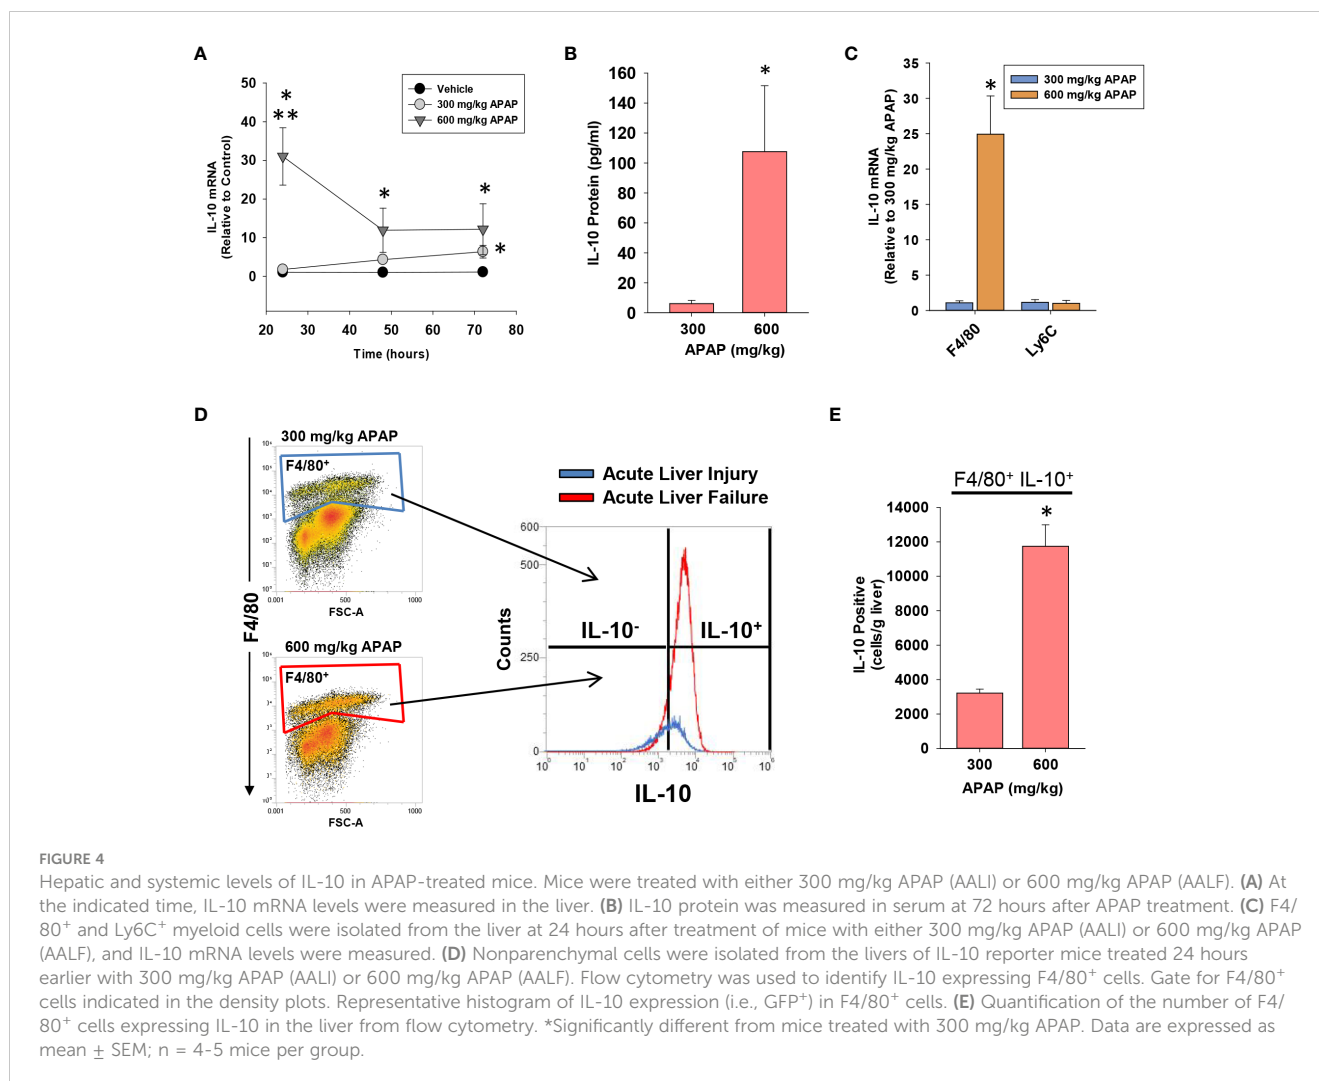 A
50
40
30
20
10
0
IL-10 mRNA
(Relative to Control)
*
**
*
*
*
Vehicle
300 mg/kg APAP
600 mg/kg APAP
20 30 40 50 60 70 80
Time (hours)
B
160
140
120
100
80
60
40
20
0
IL-10 Protein (pg/ml)
*
300 600
APAP (mg/kg)
C
35
30
25
20
15
10
5
0
IL-10 mRNA
(Relative to 300 mg/kg APAP)
*
300 mg/kg APAP
600 mg/kg APAP
F4/80
Ly6C
D
300 mg/kg APAP
F4/80⁺
0.001 500 1000
FSC-A
F4/80
600 mg/kg APAP
F4/80⁺
0.001 500 1000
FSC-A
Acute Liver Injury
Acute Liver Failure
600
500
250
0
Counts
IL-10⁻ IL-10⁺
10⁰ 10¹ 10² 10³ 10⁴ 10⁵ 10⁶
IL-10
E
F4/80⁺ IL-10⁺
*
14000
12000
10000
8000
6000
4000
2000
0
IL-10 Positive
(cells/g liver)
300 600
APAP (mg/kg)
FIGURE 4
Hepatic and systemic levels of IL-10 in APAP-treated mice. Mice were treated with either 300 mg/kg APAP (AALI) or 600 mg/kg APAP (AALF). (A) At
the indicated time, IL-10 mRNA levels were measured in the liver. (B) IL-10 protein was measured in serum at 72 hours after APAP treatment. (C) F4/
80⁺ and Ly6C⁺ myeloid cells were isolated from the liver at 24 hours after treatment of mice with either 300 mg/kg APAP (AALI) or 600 mg/kg APAP
(AALF), and IL-10 mRNA levels were measured. (D) Nonparenchymal cells were isolated from the livers of IL-10 reporter mice treated 24 hours
earlier with 300 mg/kg APAP (AALI) or 600 mg/kg APAP (AALF). Flow cytometry was used to identify IL-10 expressing F4/80⁺ cells. Gate for F4/80⁺
cells indicated in the density plots. Representative histogram of IL-10 expression (i.e., GFP⁺) in F4/80⁺ cells. (E) Quantification of the number of F4/
80⁺ cells expressing IL-10 in the liver from flow cytometry. *Significantly different from mice treated with 300 mg/kg APAP. Data are expressed as
mean ± SEM; n = 4-5 mice per group.